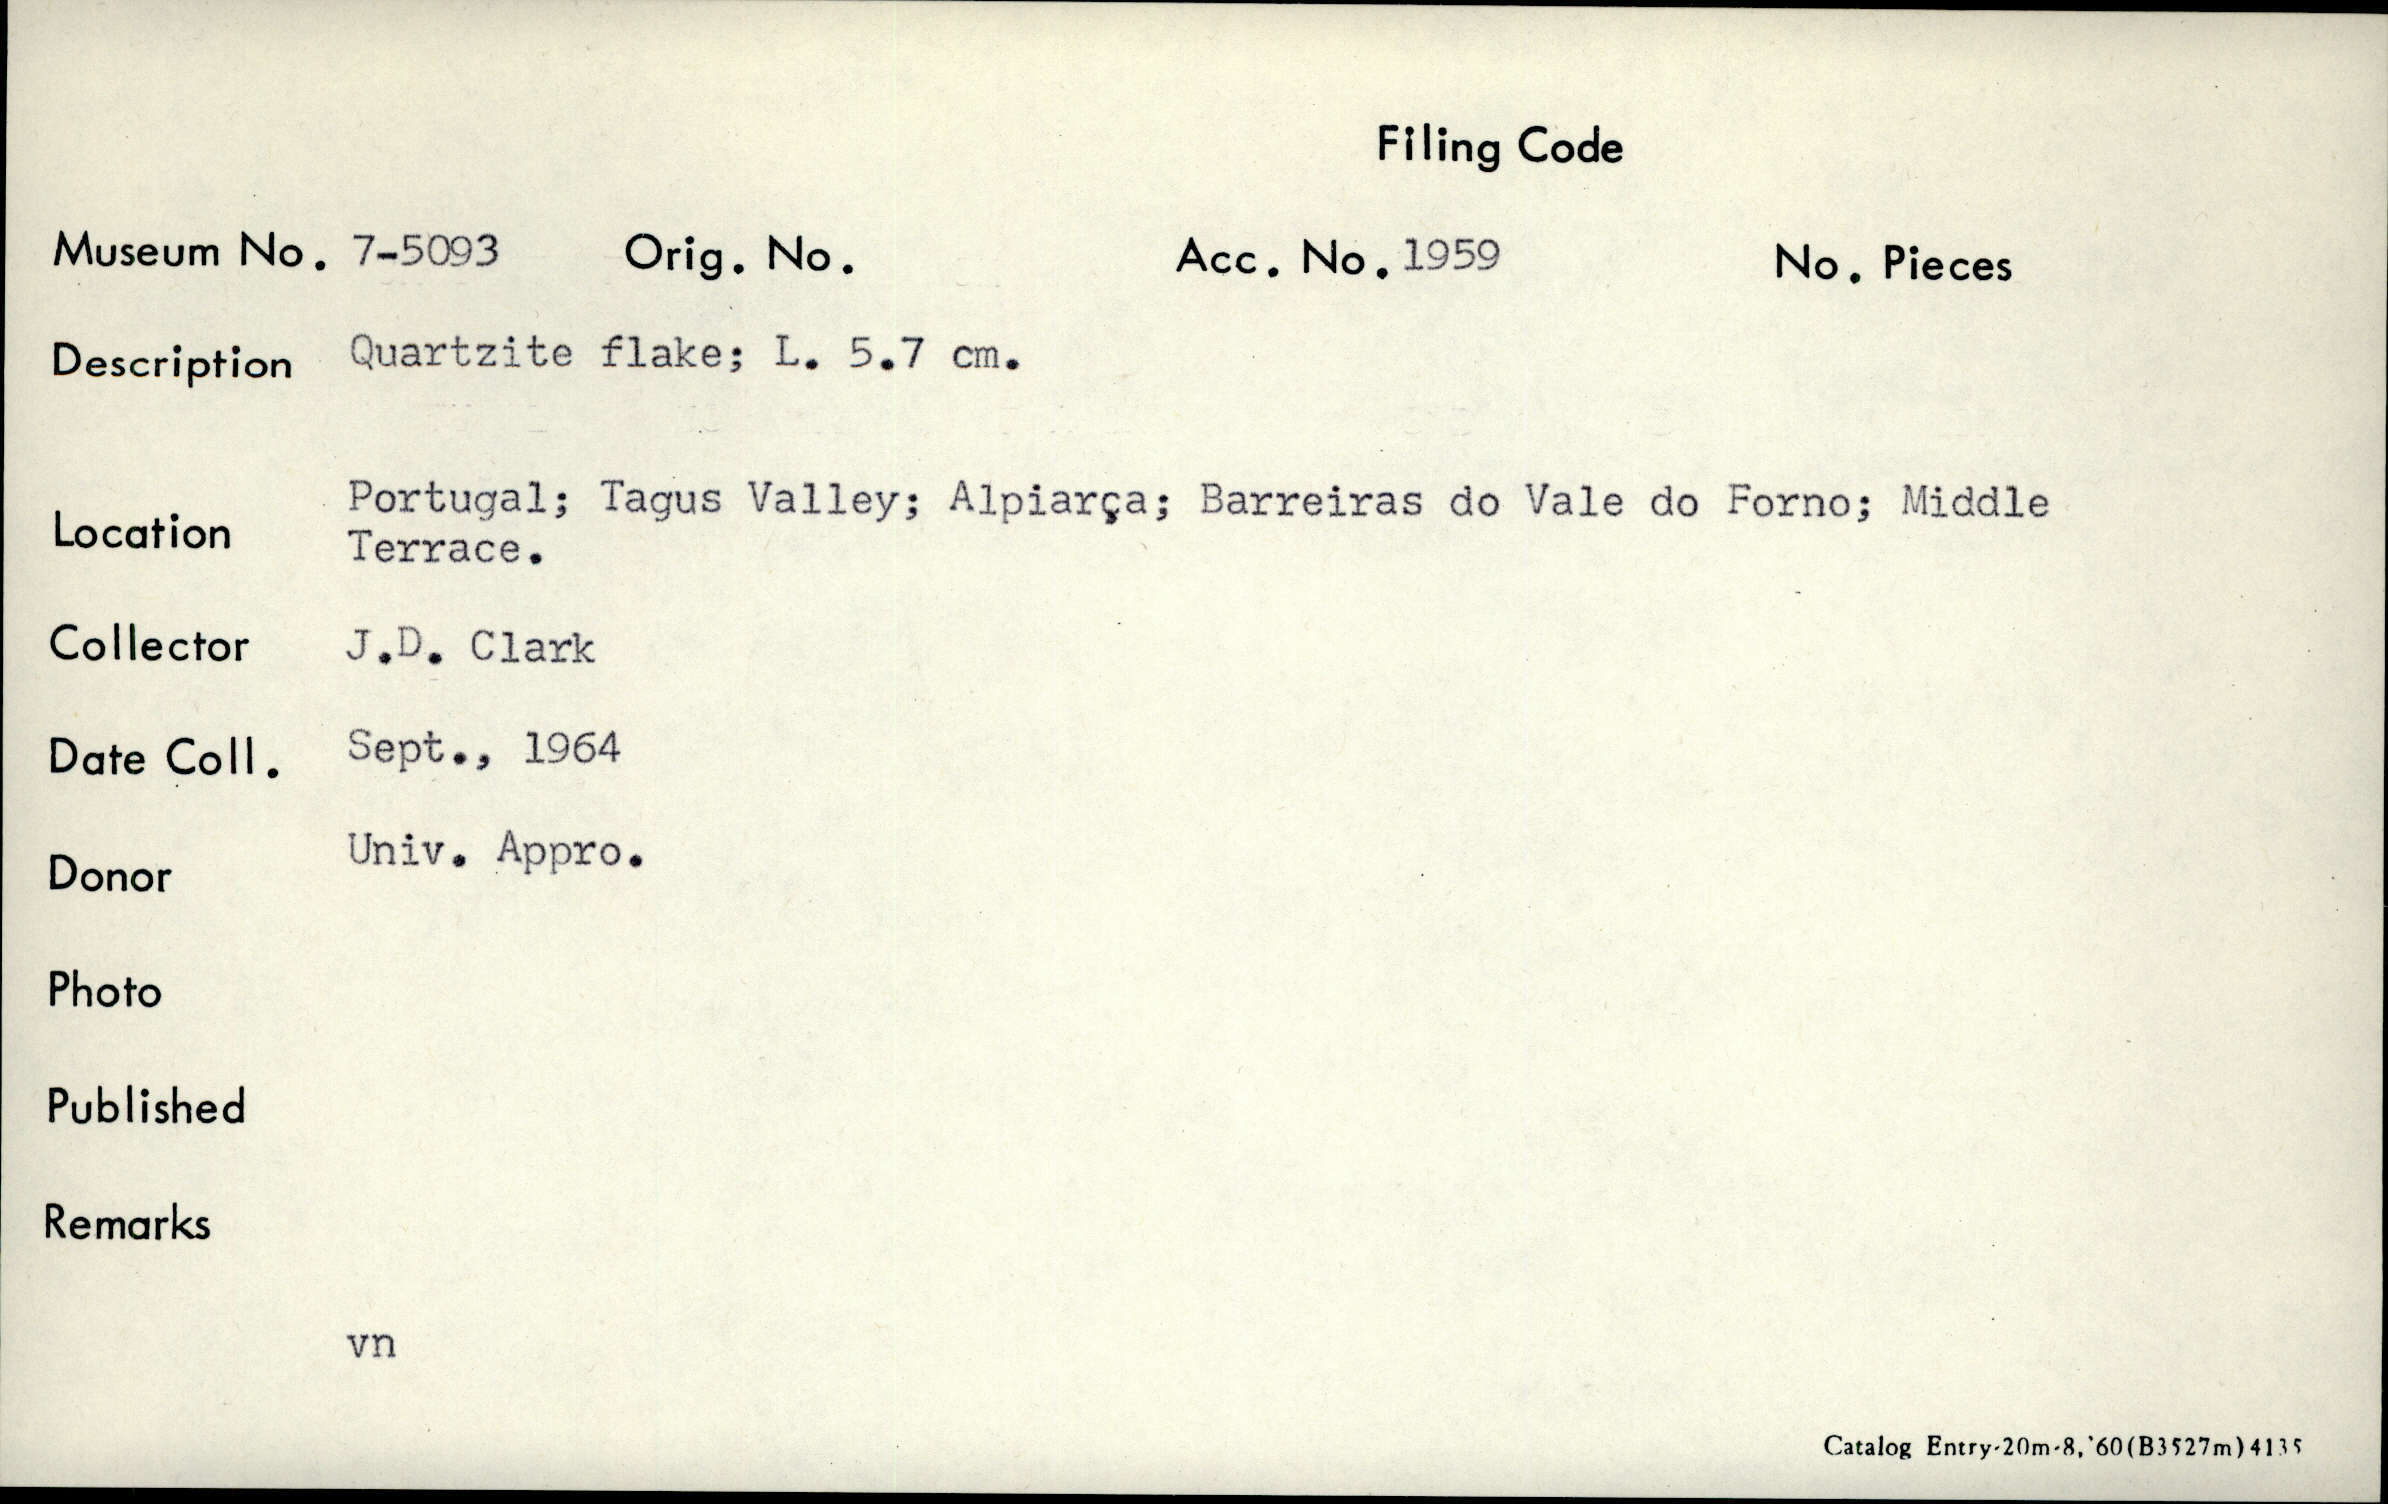 Filing Code
Museum No. 7-5093 Orig. No. Acc. No. 1959 No. Pieces
Description Quartzite flake; L. 5.7 cm.
Location Portugal; Tagus Valley; Alpiarça; Barreiras do Vale do Forno; Middle
Terrace.
Collector J.D. Clark
Date Coll. Sept., 1964
Donor Univ. Appro.
Photo
Published
Remarks
vn
Catalog Entry-20m-8,'60(B3527m)4135